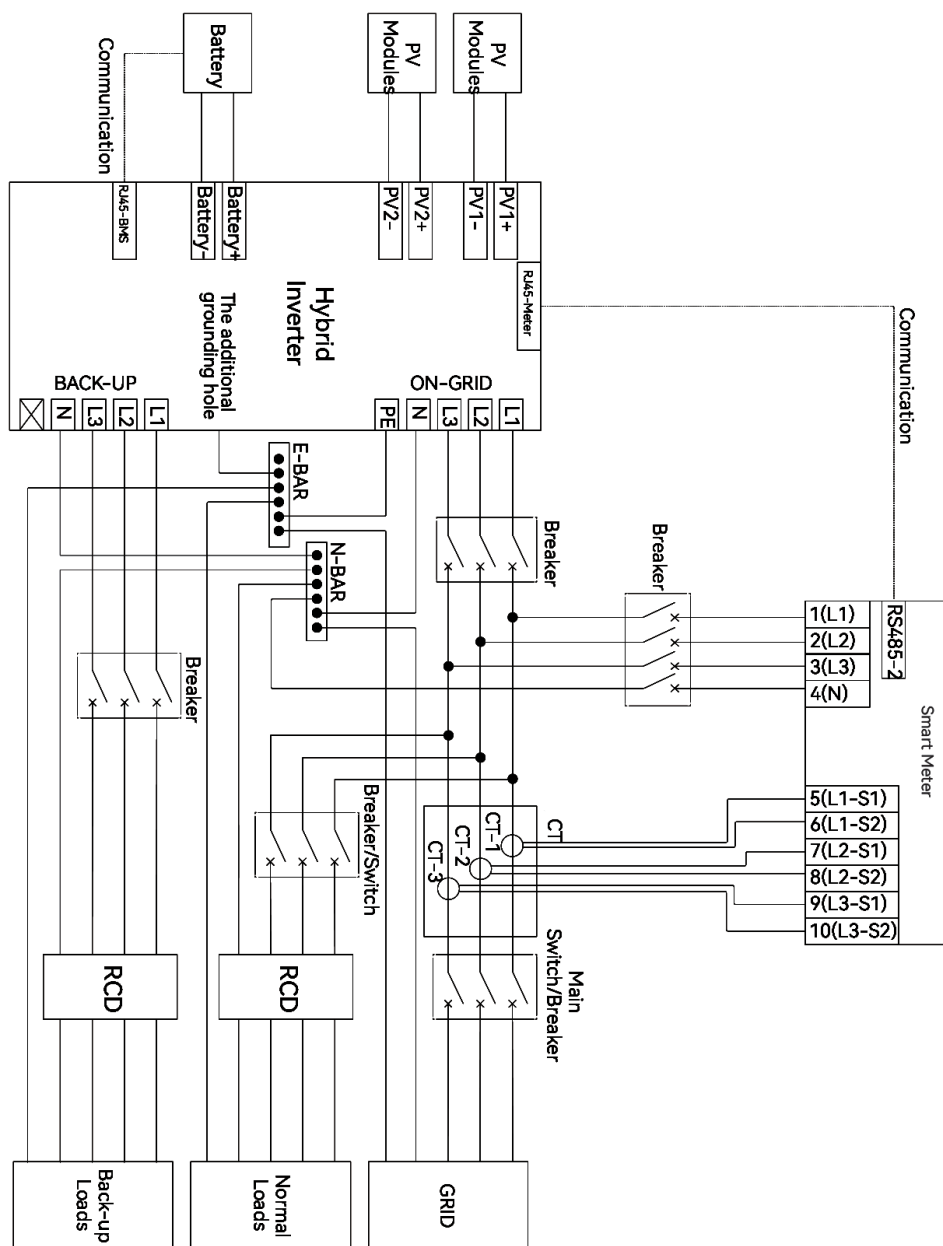 PV
Modules
PV
Modules
Battery
Communication
PV1+
PV1-
PV2+
PV2-
Battery+
Battery-
RJ45-BMS
RJ45-Meter
Communication
Hybrid
Inverter
The additional
grounding hole
ON-GRID
L1
L2
L3
N
PE
BACK-UP
L1
L2
L3
N
E-BAR
N-BAR
Breaker
Breaker
Breaker
Breaker/Switch
RS485-2
Smart Meter
1(L1)
2(L2)
3(L3)
4(N)
5(L1-S1)
6(L1-S2)
7(L2-S1)
8(L2-S2)
9(L3-S1)
10(L3-S2)
CT
CT-1
CT-2
CT-3
Main
Switch/Breaker
RCD
RCD
GRID
Normal
Loads
Back-up
Loads